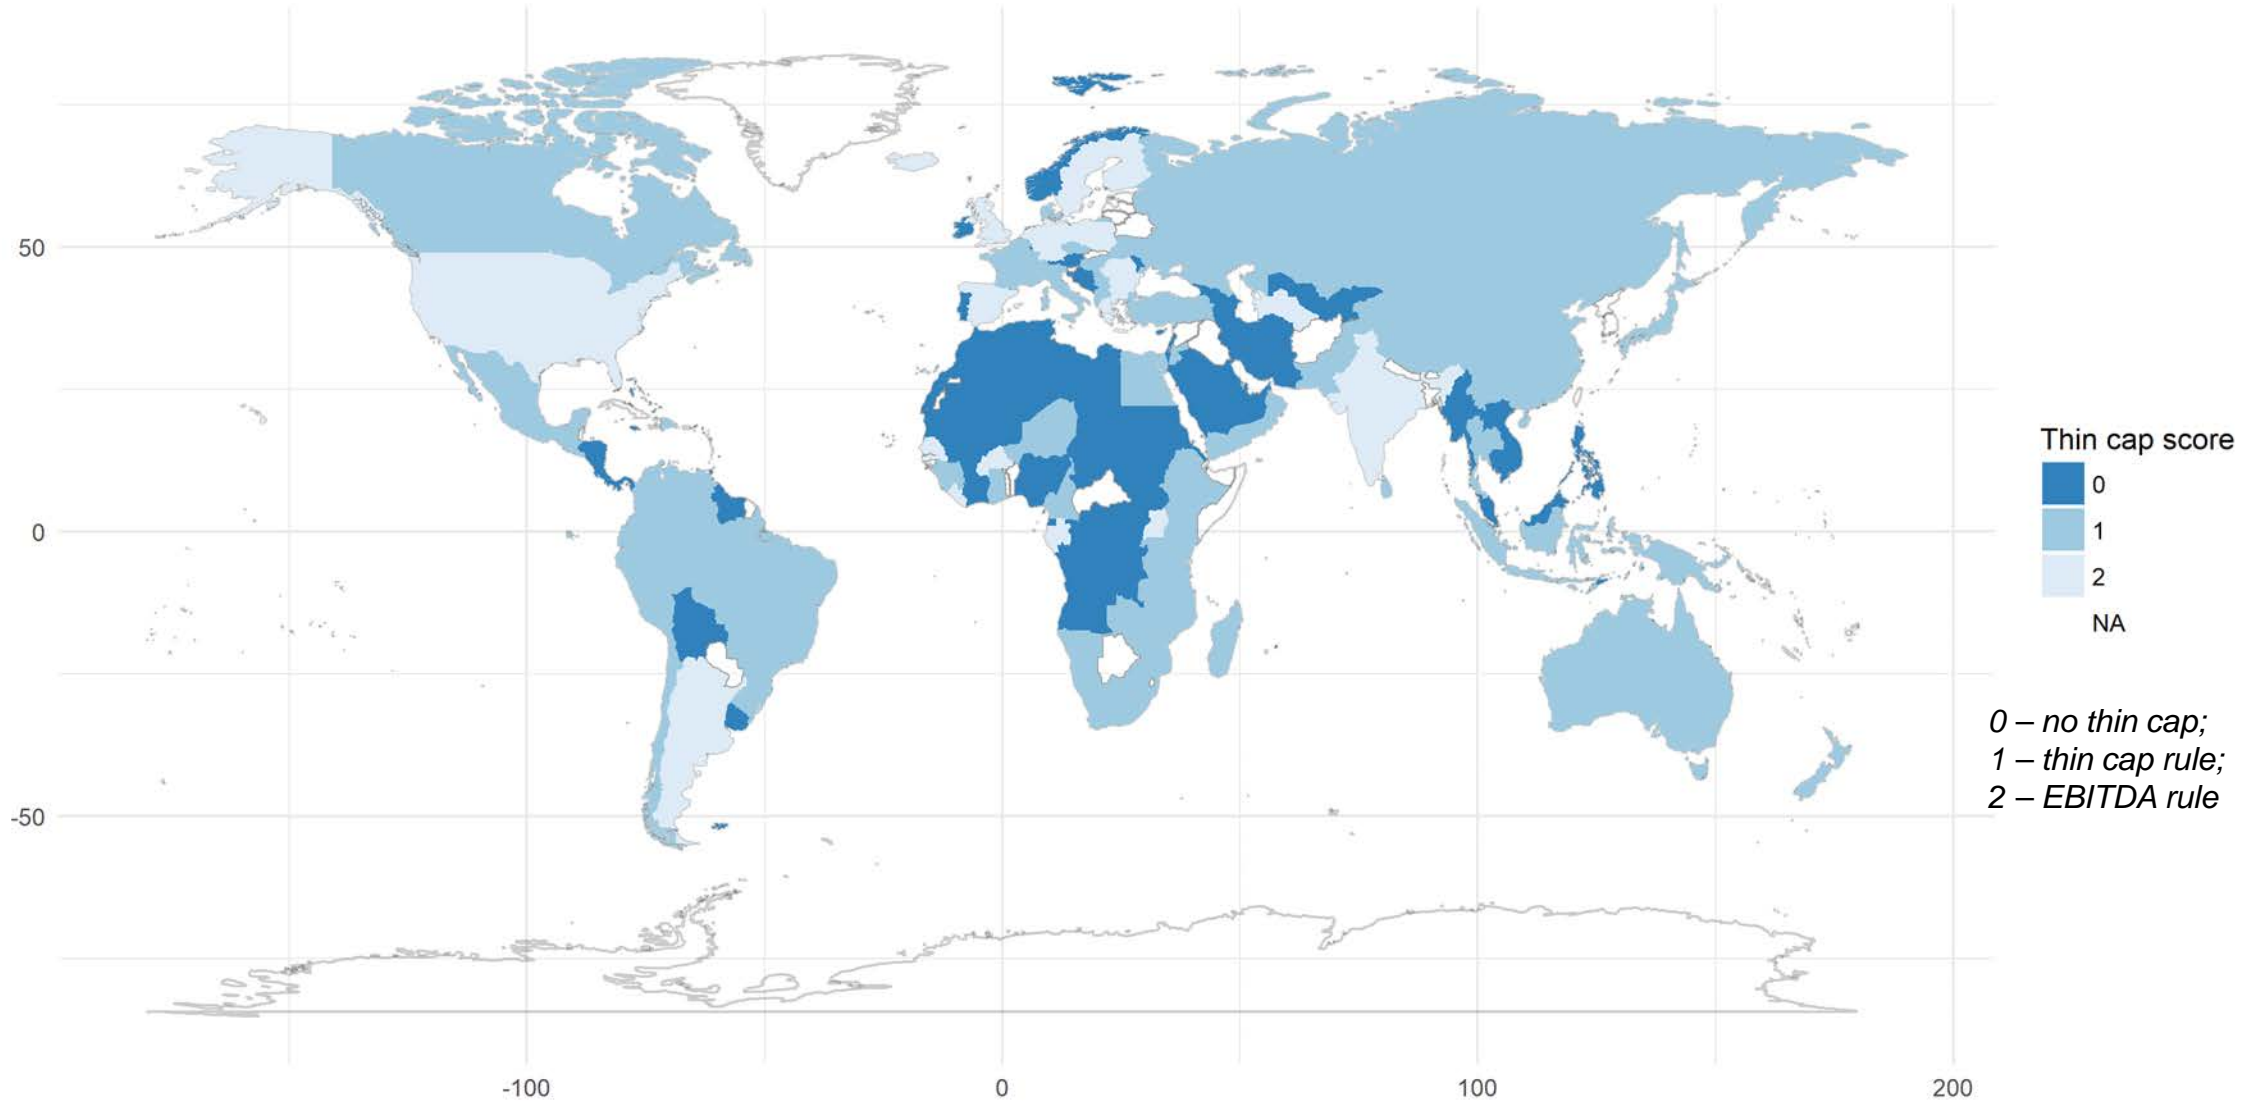 50
0
-50
-100
0
100
200
Thin cap score
0
1
2
NA
0 – no thin cap;
1 – thin cap rule;
2 – EBITDA rule